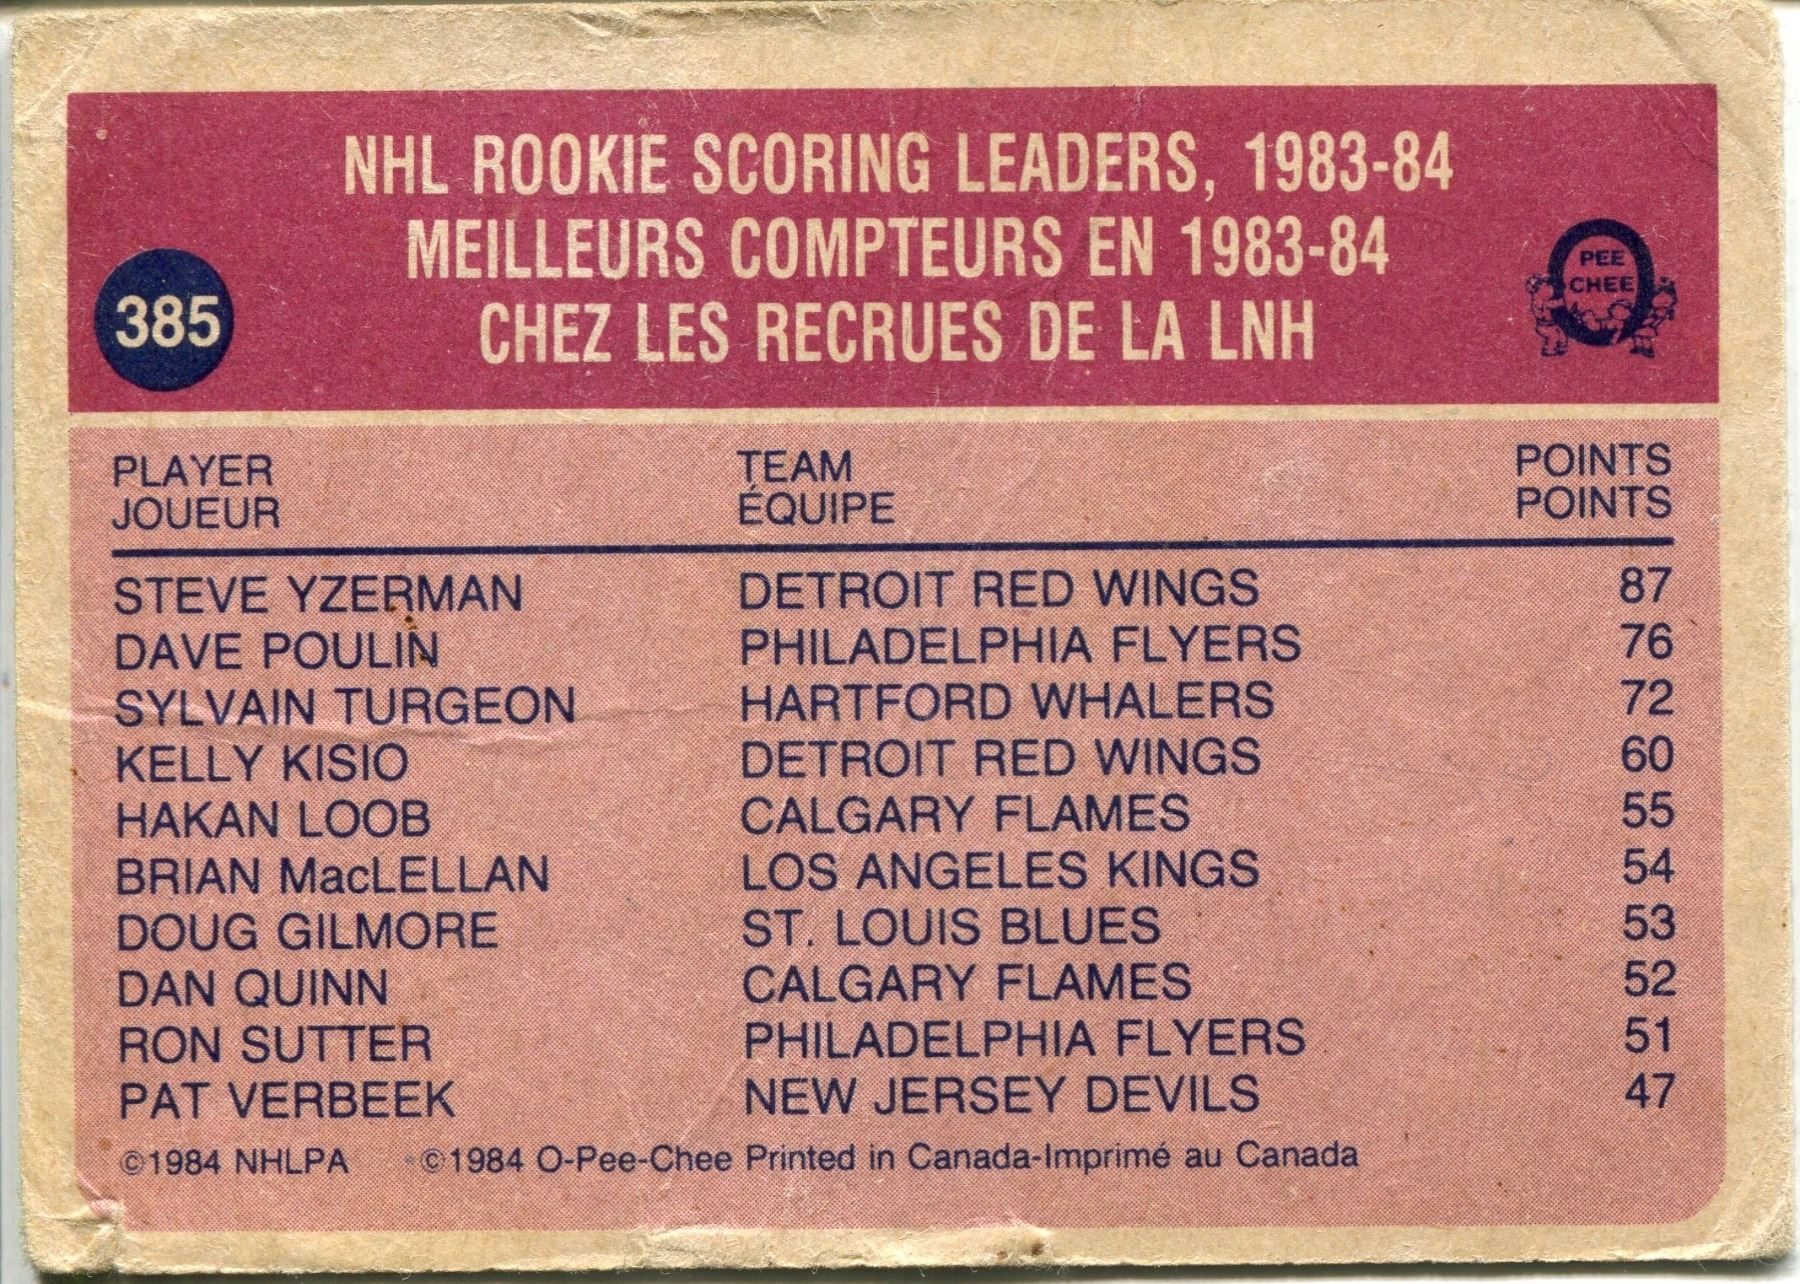 NHL ROOKIE SCORING LEADERS, 1983-84
MEILLEURS COMPTEURS EN 1983-84
CHEZ LES RECRUES DE LA LNH
385
O
PEE
CHEE
PLAYER TEAM POINTS
JOUEUR ÉQUIPE POINTS
STEVE YZERMAN DETROIT RED WINGS 87
DAVE POULIN PHILADELPHIA FLYERS 76
SYLVAIN TURGEON HARTFORD WHALERS 72
KELLY KISIO DETROIT RED WINGS 60
HAKAN LOOB CALGARY FLAMES 55
BRIAN MacLELLAN LOS ANGELES KINGS 54
DOUG GILMORE ST. LOUIS BLUES 53
DAN QUINN CALGARY FLAMES 52
RON SUTTER PHILADELPHIA FLYERS 51
PAT VERBEEK NEW JERSEY DEVILS 47
©1984 NHLPA ©1984 O-Pee-Chee Printed in Canada-Imprimé au Canada